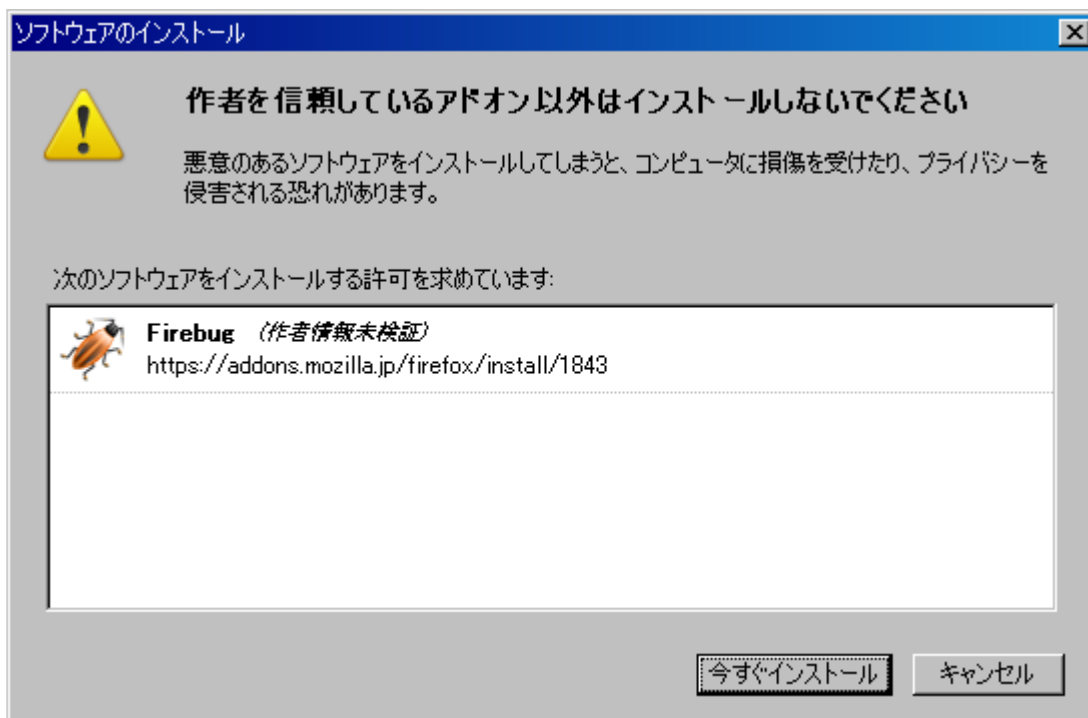 ソフトウェアのインストール
作者を信頼しているアドオン以外はインストールしないでください
悪意のあるソフトウェアをインストールしてしまうと、コンピュータに損傷を受けたり、プライバシーを
侵害される恐れがあります。
次のソフトウェアをインストールする許可を求めています:
Firebug （作者情報未検証）
https://addons.mozilla.jp/firefox/install/1843
今すぐインストール
キャンセル